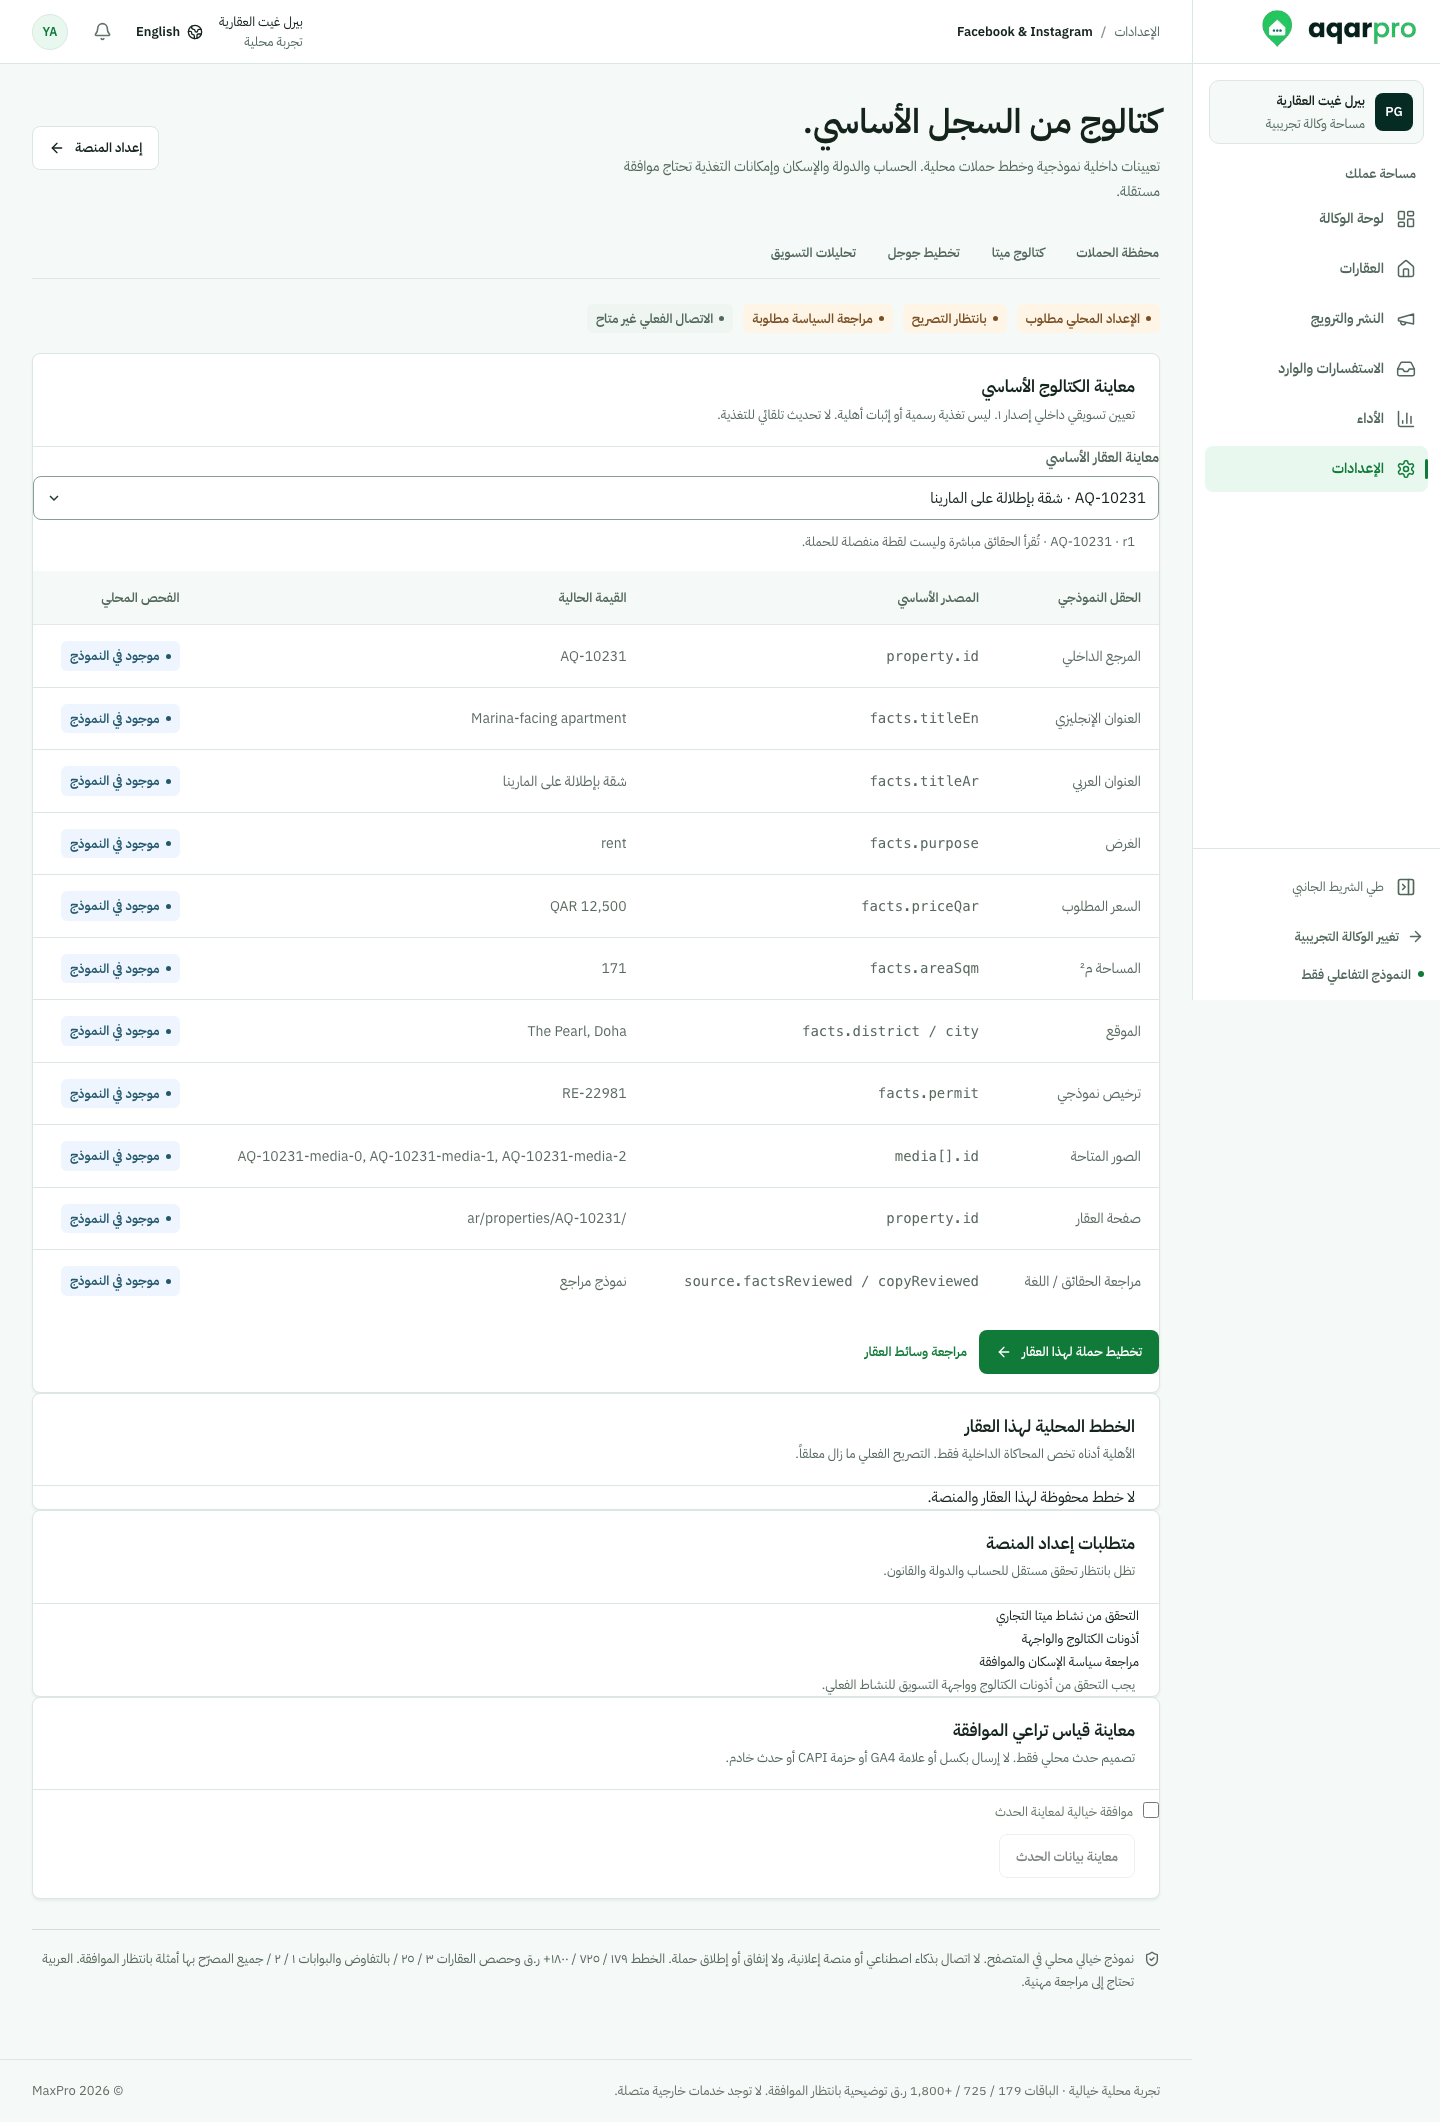 aqarpro
الإعدادات / Facebook & Instagram
بيرل غيت العقارية
تجربة محلية
English
YA
PG
بيرل غيت العقارية
مساحة وكالة تجريبية
مساحة عملك
لوحة الوكالة
العقارات
النشر والترويج
الاستفسارات والوارد
الأداء
الإعدادات
طي الشريط الجانبي
تغيير الوكالة التجريبية
النموذج التفاعلي فقط
كتالوج من السجل الأساسي.
تعيينات داخلية نموذجية وخطط حملات محلية. الحساب والدولة والإسكان وإمكانات التغذية تحتاج موافقة
مستقلة.
إعداد المنصة
محفظة الحملات
كتالوج ميتا
تخطيط جوجل
تحليلات التسويق
الإعداد المحلي مطلوب
بانتظار التصريح
مراجعة السياسة مطلوبة
الاتصال الفعلي غير متاح
معاينة الكتالوج الأساسي
تعيين تسويقي داخلي إصدار ١. ليس تغذية رسمية أو إثبات أهلية. لا تحديث تلقائي للتغذية.
معاينة العقار الأساسي
AQ-10231 · شقة بإطلالة على المارينا
AQ-10231 · r1 · تُقرأ الحقائق مباشرة وليست لقطة منفصلة للحملة.
الحقل النموذجي المصدر الأساسي القيمة الحالية الفحص المحلي
المرجع الداخلي property.id AQ-10231 موجود في النموذج
العنوان الإنجليزي facts.titleEn Marina-facing apartment موجود في النموذج
العنوان العربي facts.titleAr شقة بإطلالة على المارينا موجود في النموذج
الغرض facts.purpose rent موجود في النموذج
السعر المطلوب facts.priceQar QAR 12,500 موجود في النموذج
المساحة م² facts.areaSqm 171 موجود في النموذج
الموقع facts.district / city The Pearl, Doha موجود في النموذج
ترخيص نموذجي facts.permit RE-22981 موجود في النموذج
الصور المتاحة media[].id AQ-10231-media-0, AQ-10231-media-1, AQ-10231-media-2 موجود في النموذج
صفحة العقار property.id ar/properties/AQ-10231/ موجود في النموذج
مراجعة الحقائق / اللغة source.factsReviewed / copyReviewed نموذج مراجع موجود في النموذج
تخطيط حملة لهذا العقار
مراجعة وسائط العقار
الخطط المحلية لهذا العقار
الأهلية أدناه تخص المحاكاة الداخلية فقط. التصريح الفعلي ما زال معلقاً.
لا خطط محفوظة لهذا العقار والمنصة.
متطلبات إعداد المنصة
تظل بانتظار تحقق مستقل للحساب والدولة والقانون.
التحقق من نشاط ميتا التجاري
أذونات الكتالوج والواجهة
مراجعة سياسة الإسكان والموافقة
يجب التحقق من أذونات الكتالوج وواجهة التسويق للنشاط الفعلي.
معاينة قياس تراعي الموافقة
تصميم حدث محلي فقط. لا إرسال بكسل أو علامة GA4 أو حزمة CAPI أو حدث خادم.
موافقة خيالية لمعاينة الحدث
معاينة بيانات الحدث
نموذج خيالي محلي في المتصفح. لا اتصال بذكاء اصطناعي أو منصة إعلانية، ولا إنفاق أو إطلاق حملة. الخطط ١٧٩ / ٧٢٥ / ١٨٠٠+ ر.ق وحصص العقارات ٣ / ٢٥ / بالتفاوض والبوابات ١ / ٢ / جميع المصرّح بها أمثلة بانتظار الموافقة. العربية
تحتاج إلى مراجعة مهنية.
تجربة محلية خيالية · الباقات 179 / 725 / 1,800+ ر.ق توضيحية بانتظار الموافقة. لا توجد خدمات خارجية متصلة.
© 2026 MaxPro